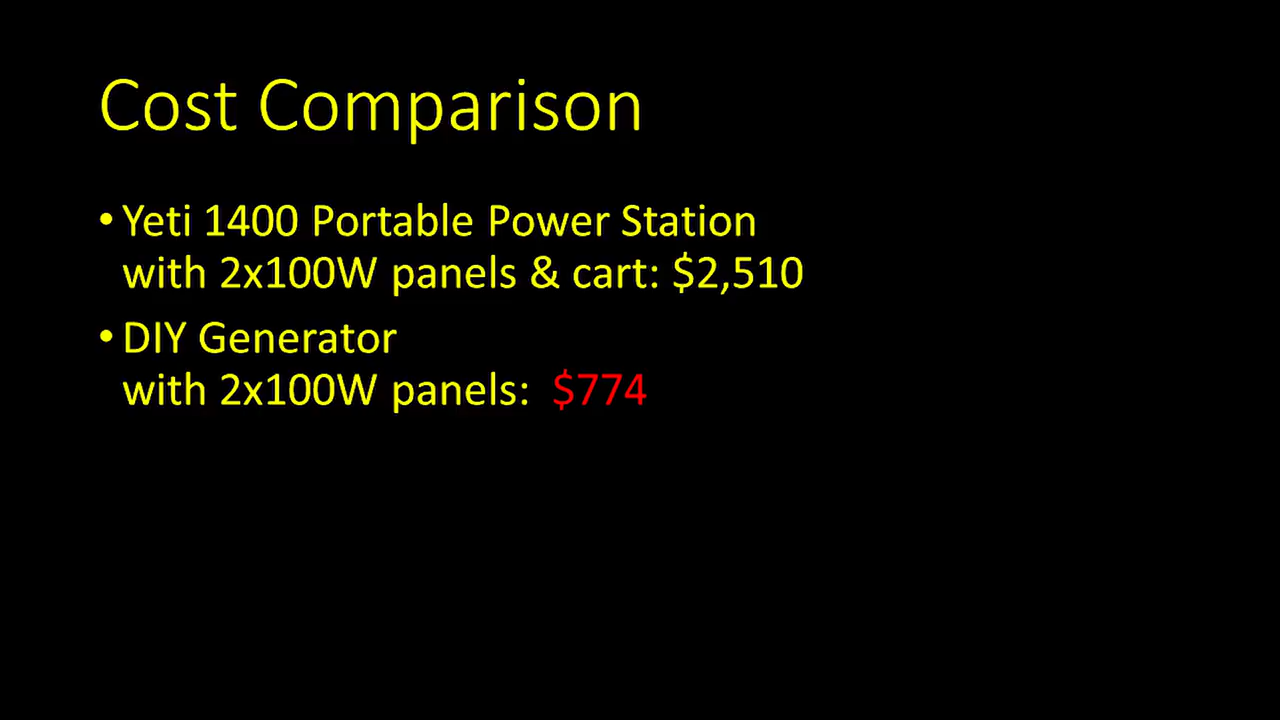 Cost Comparison
• Yeti 1400 Portable Power Station
with 2x100W panels & cart: $2,510
• DIY Generator
with 2x100W panels: $774